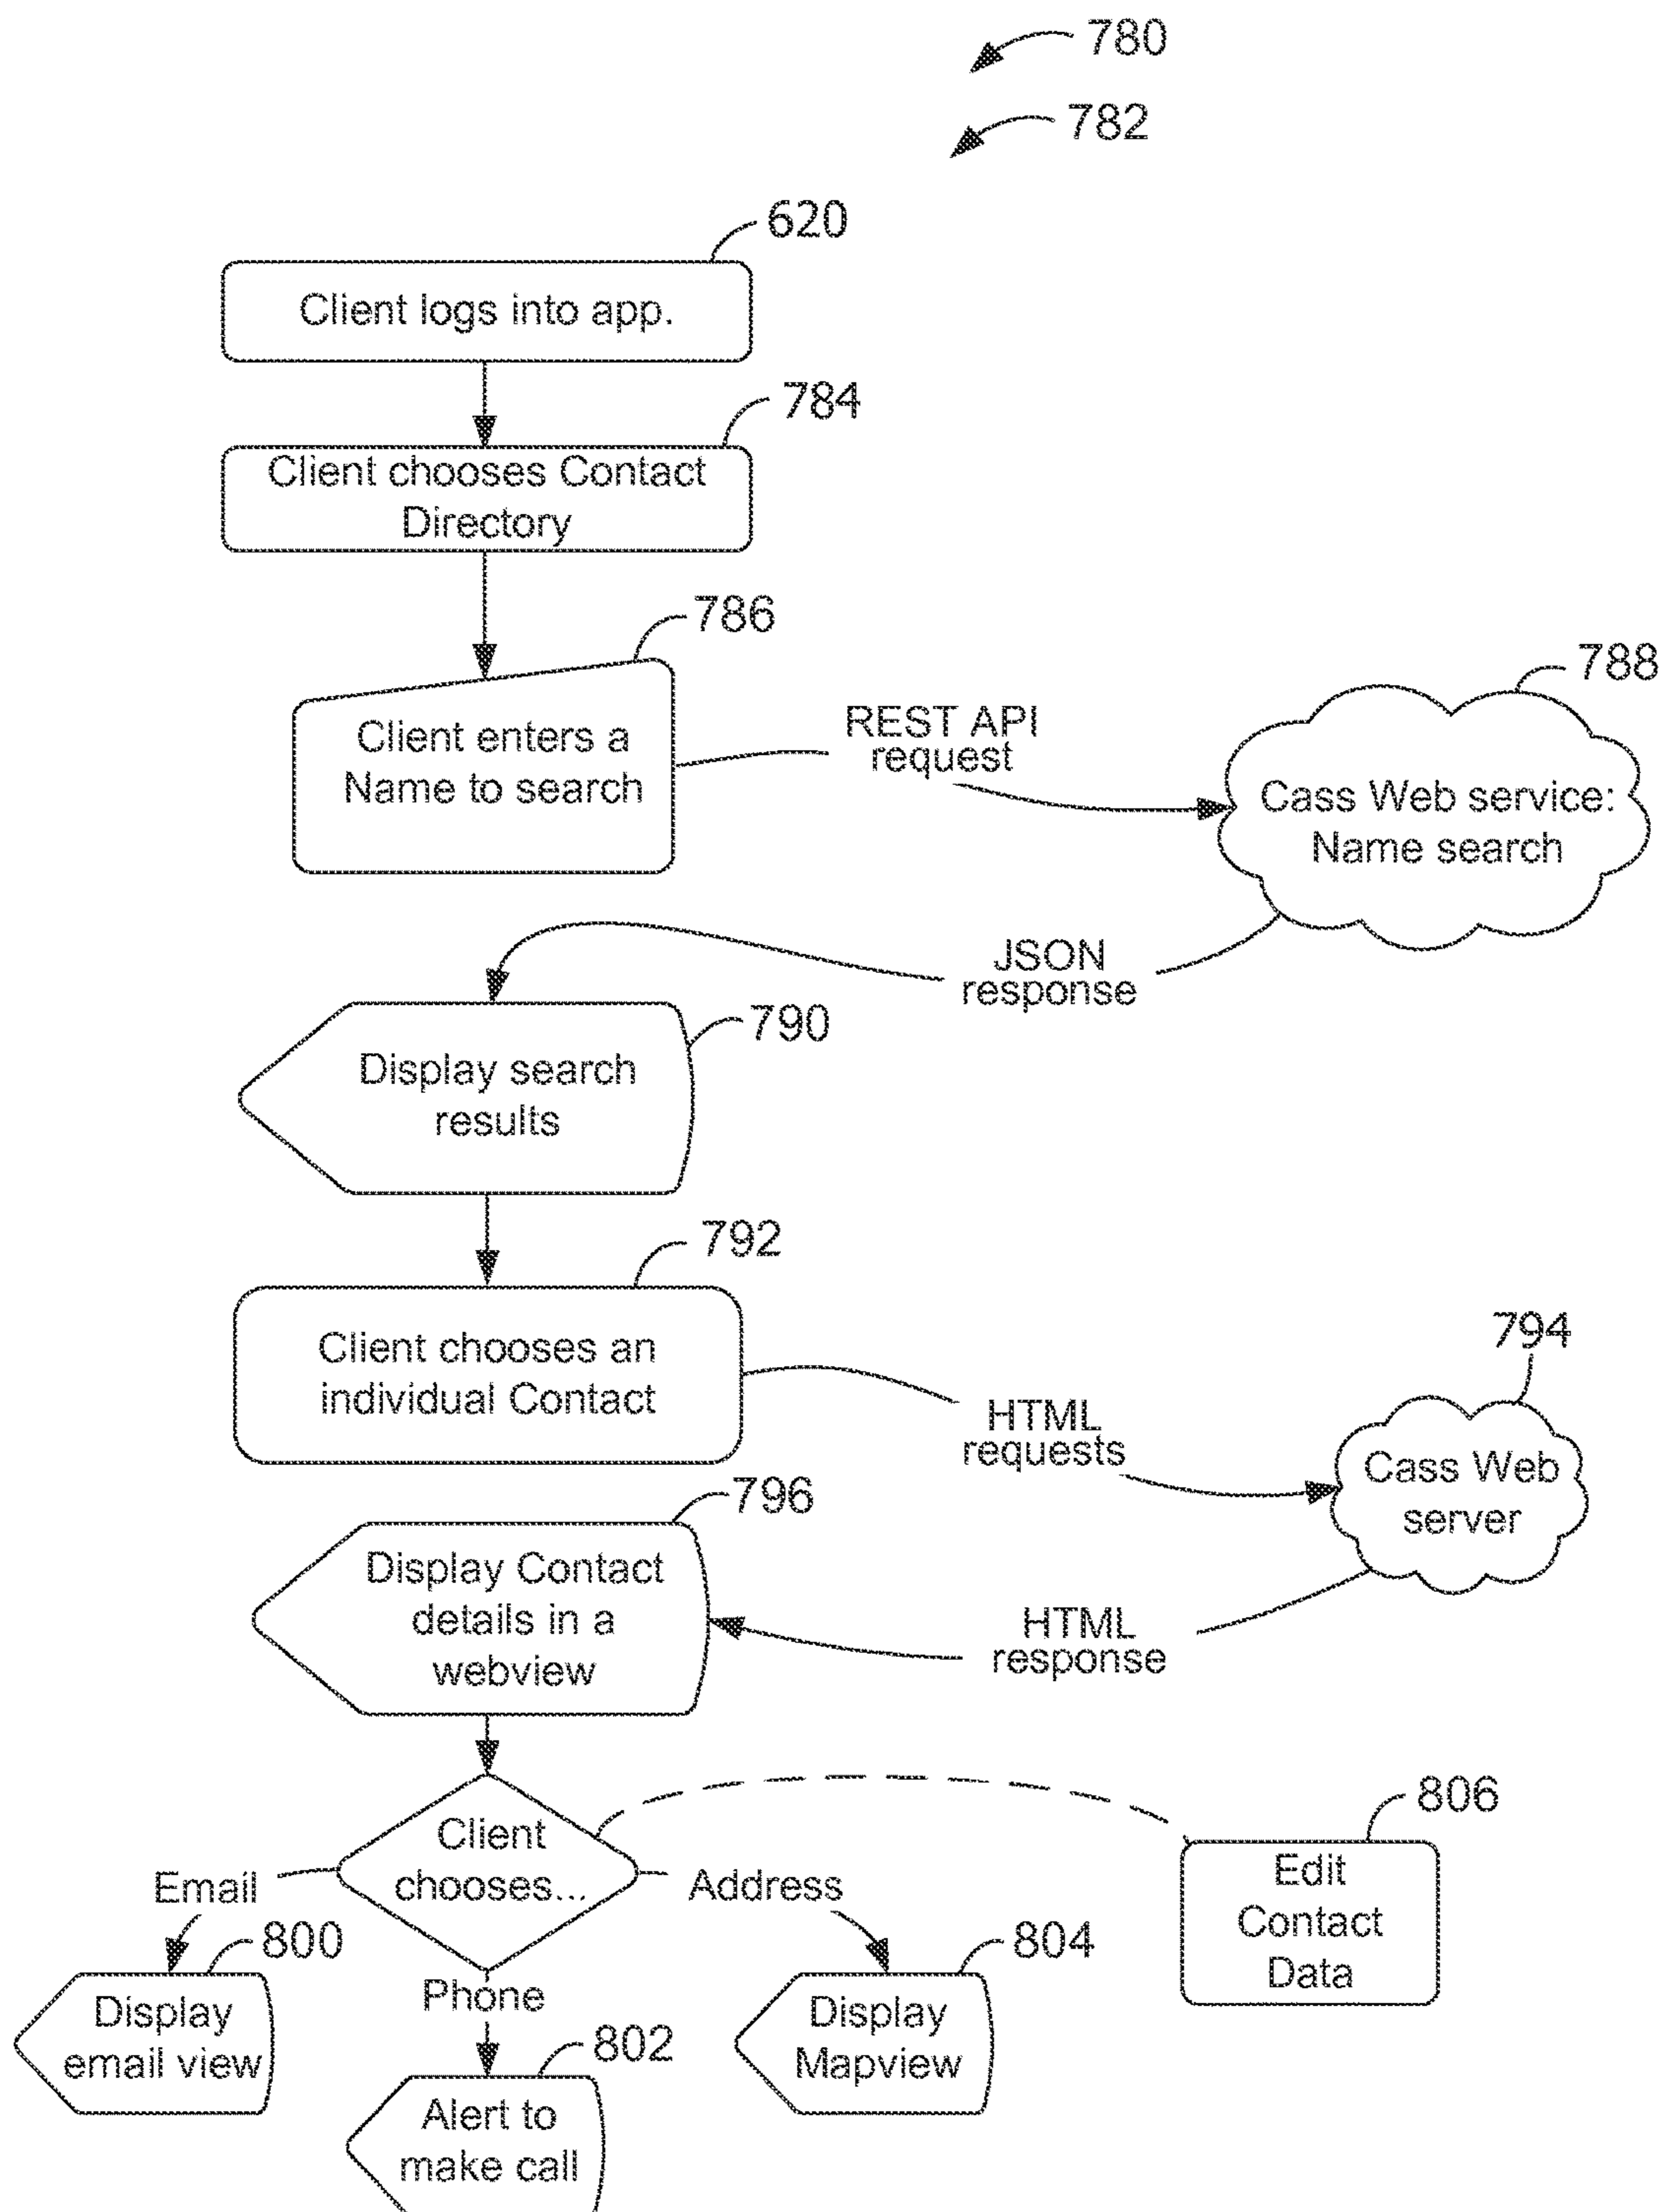 780
782
620
Client logs into app.
784
Client chooses Contact
Directory
786
Client enters a
Name to search
REST API
request
788
Cass Web service:
Name search
JSON
response
790
Display search
results
792
Client chooses an
individual Contact
HTML
requests
794
Cass Web
server
796
Display Contact
details in a
webview
HTML
response
Client
chooses...
Email
Address
Phone
806
Edit
Contact
Data
800
Display
email view
802
Alert to
make call
804
Display
Mapview